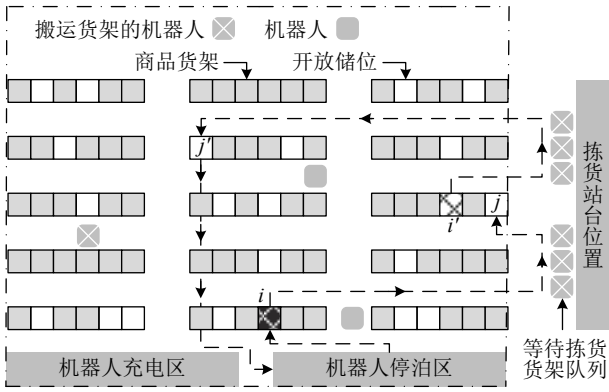 搬运货架的机器人
机器人
商品货架
开放储位
j′
i′
j
i
拣货站台位置
等待拣货
货架队列
机器人充电区
机器人停泊区